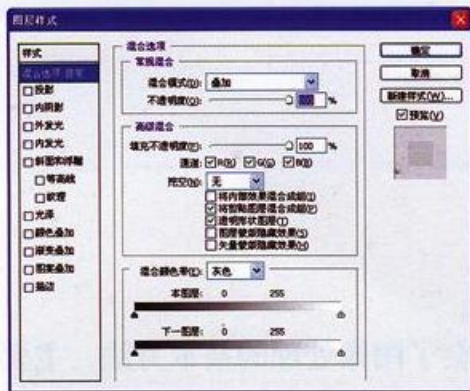 图层样式
样式
混合选项:自定
投影
内阴影
外发光
内发光
斜面和浮雕
等高线
纹理
光泽
颜色叠加
渐变叠加
图案叠加
描边
混合选项
常规混合
混合模式(D): 叠加
不透明度(O): 100 %
高级混合
填充不透明度(F): 100 %
通道: R(R) G(G) B(B)
挖空(N): 无
将内部效果混合成组(I)
将剪贴图层混合成组(P)
透明形状图层(T)
图层蒙版隐藏效果(S)
矢量蒙版隐藏效果(H)
混合颜色带(E): 灰色
本图层: 0 255
下一图层: 0 255
确定
取消
新建样式(W)...
预览(V)